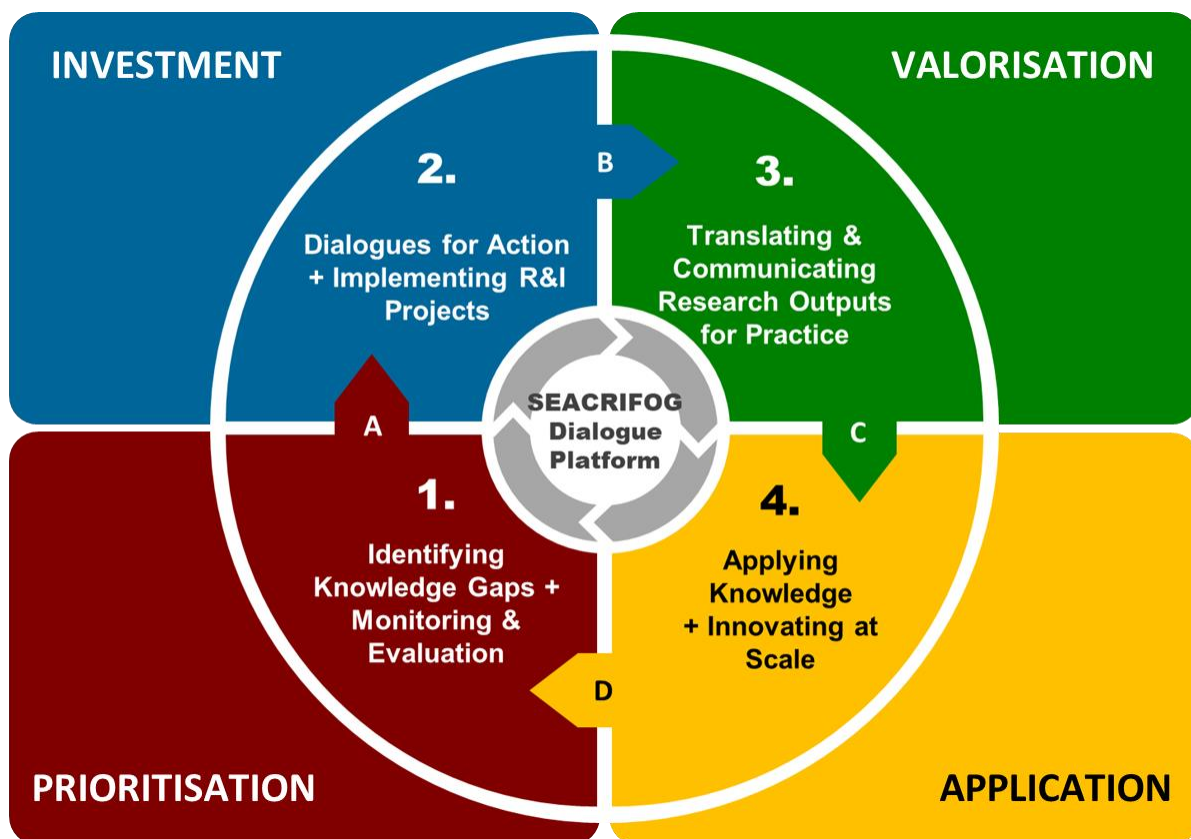 INVESTMENT
VALORISATION
2.
Dialogues for Action
+ Implementing R&I
Projects
B
3.
Translating &
Communicating
Research Outputs
for Practice
SEACRIFOG
Dialogue
Platform
A
C
1.
Identifying
Knowledge Gaps +
Monitoring &
Evaluation
4.
Applying
Knowledge
+ Innovating at
Scale
D
PRIORITISATION
APPLICATION